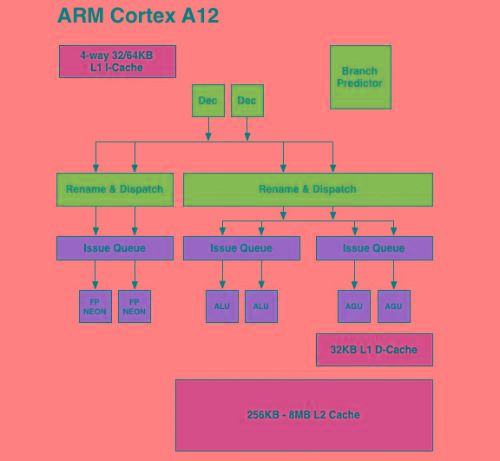 ARM Cortex A12
4-way 32/64KB
L1 I-Cache
Branch
Predictor
Dec Dec
Rename & Dispatch Rename & Dispatch
Issue Queue Issue Queue Issue Queue
FP
NEON
FP
NEON
ALU ALU AGU AGU
32KB L1 D-Cache
256KB - 8MB L2 Cache